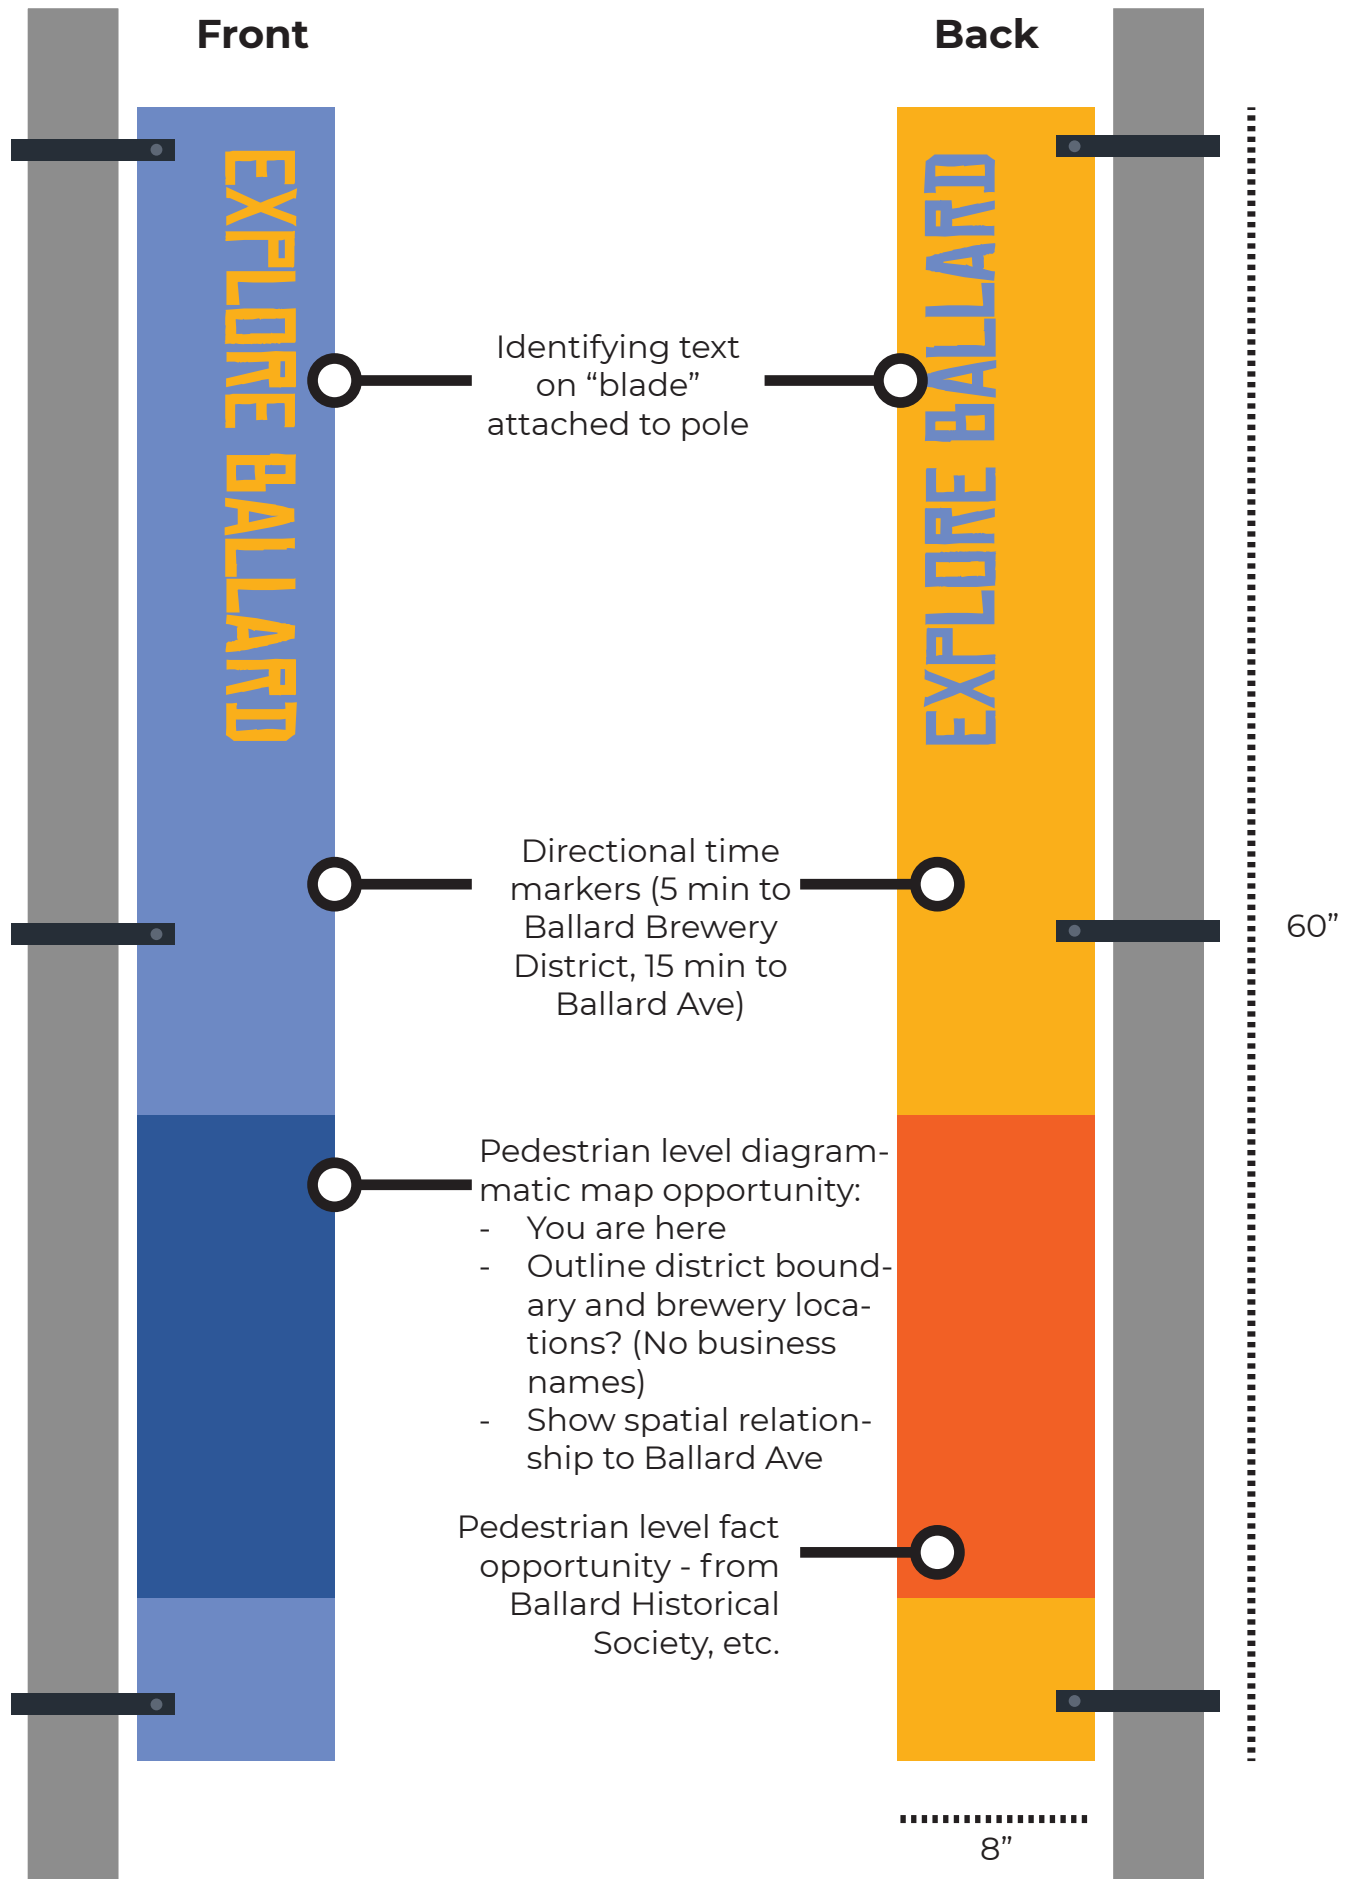 Front
Back
EXPLORE BALLARD
EXPLORE BALLARD
Identifying text
on “blade”
attached to pole
Directional time
markers (5 min to
Ballard Brewery
District, 15 min to
Ballard Ave)
60”
Pedestrian level diagram-
matic map opportunity:
- You are here
- Outline district bound-
ary and brewery loca-
tions? (No business
names)
- Show spatial relation-
ship to Ballard Ave
Pedestrian level fact
opportunity - from
Ballard Historical
Society, etc.
8”